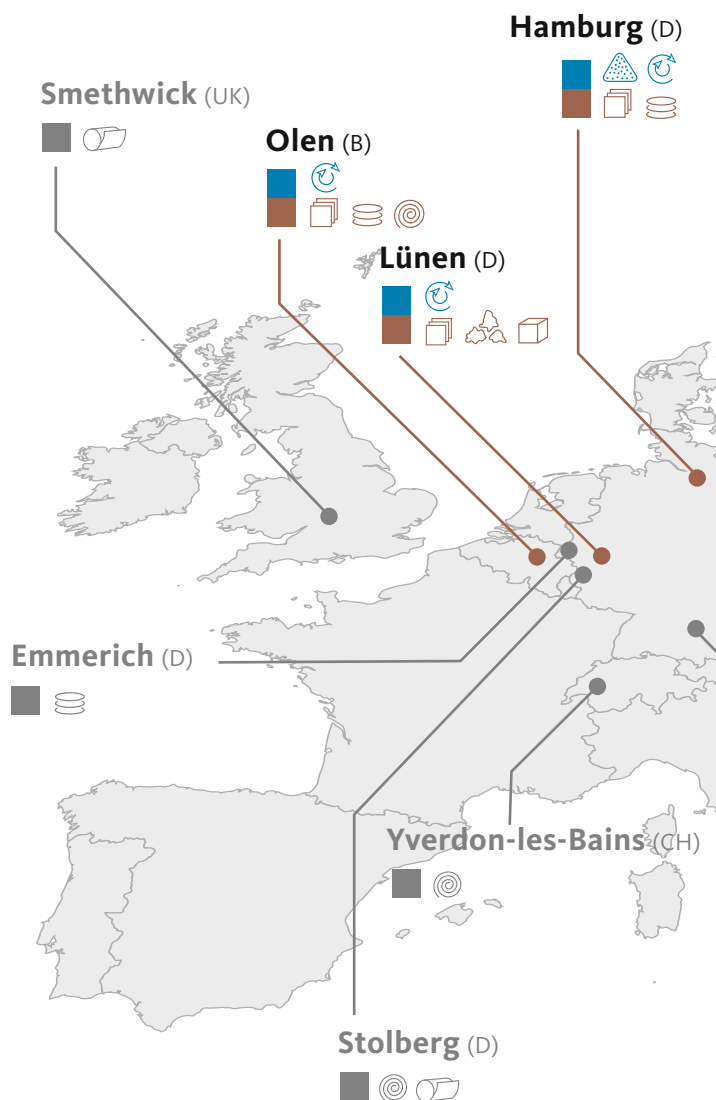 Hamburg (D)
Smethwick (UK)
Olen (B)
Lünen (D)
Emmerich (D)
Yverdon-les-Bains (CH)
Stolberg (D)